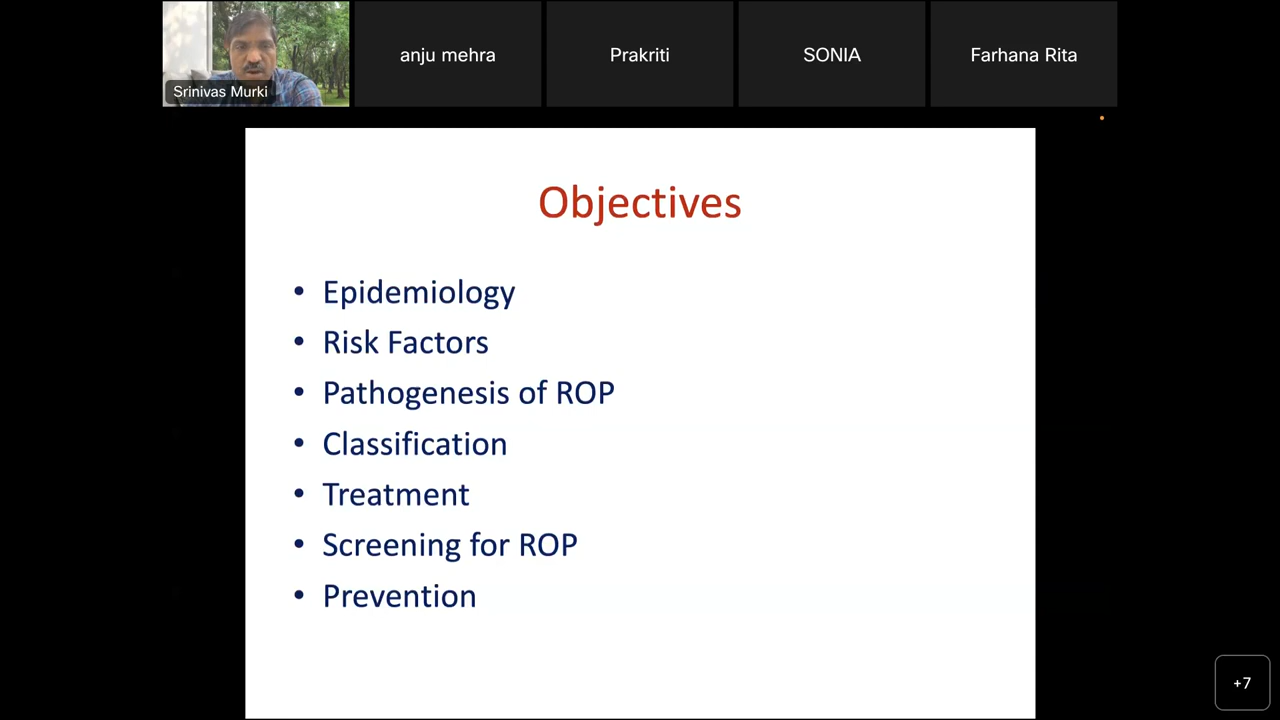 Srinivas Murki
anju mehra
Prakriti
SONIA
Farhana Rita
Objectives
• Epidemiology
• Risk Factors
• Pathogenesis of ROP
• Classification
• Treatment
• Screening for ROP
• Prevention
+7